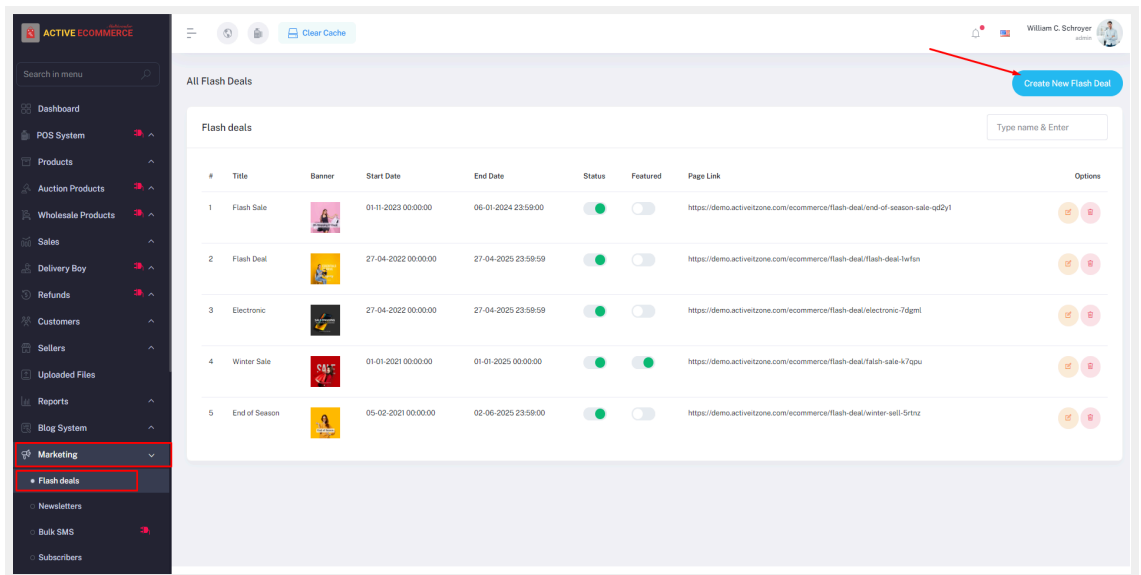 ACTIVE ECOMMERCE
Clear Cache
William C. Schroyer
admin
Search in menu
All Flash Deals
Create New Flash Deal
Dashboard
POS System
Products
Auction Products
Wholesale Products
Sales
Delivery Boy
Refunds
Customers
Sellers
Uploaded Files
Reports
Blog System
Marketing
Flash deals
Newsletters
Bulk SMS
Subscribers
Flash deals
Type name & Enter
# Title Banner Start Date End Date Status Featured Page Link Options
1 Flash Sale 01-11-2023 00:00:00 06-01-2024 23:59:00 https://demo.activeitzone.com/ecommerce/flash-deal/end-of-season-sale-qd2y1
2 Flash Deal 27-04-2022 00:00:00 27-04-2025 23:59:59 https://demo.activeitzone.com/ecommerce/flash-deal/flash-deal-lwfsn
3 Electronic 27-04-2022 00:00:00 27-04-2025 23:59:59 https://demo.activeitzone.com/ecommerce/flash-deal/electronic-7dgml
4 Winter Sale SALE 01-01-2021 00:00:00 01-01-2025 00:00:00 https://demo.activeitzone.com/ecommerce/flash-deal/falsh-sale-k7qpu
5 End of Season 05-02-2021 00:00:00 02-06-2025 23:59:00 https://demo.activeitzone.com/ecommerce/flash-deal/winter-sell-5rtnz